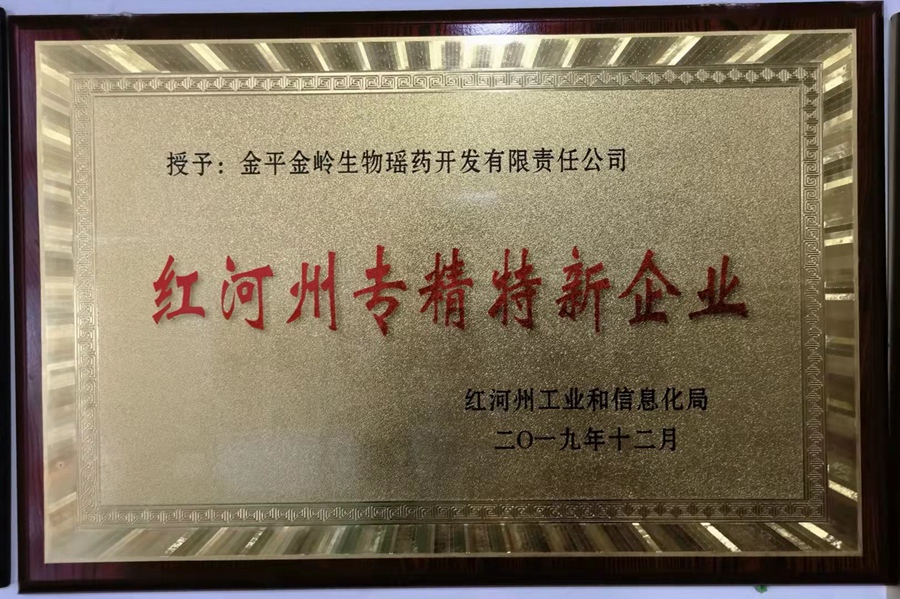 授予：金平金岭生物瑶药开发有限责任公司
红河州专精特新企业
红河州工业和信息化局
二〇一九年十二月